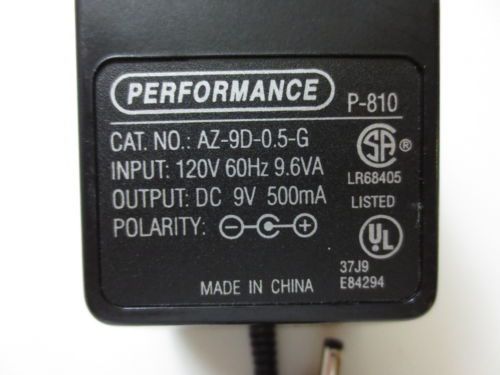 PERFORMANCE
P-810
CAT. NO.: AZ-9D-0.5-G
INPUT: 120V 60Hz 9.6VA
OUTPUT: DC 9V 500mA
POLARITY: - +
SA ®
LR68405
LISTED
UL
37J9
E84294
MADE IN CHINA